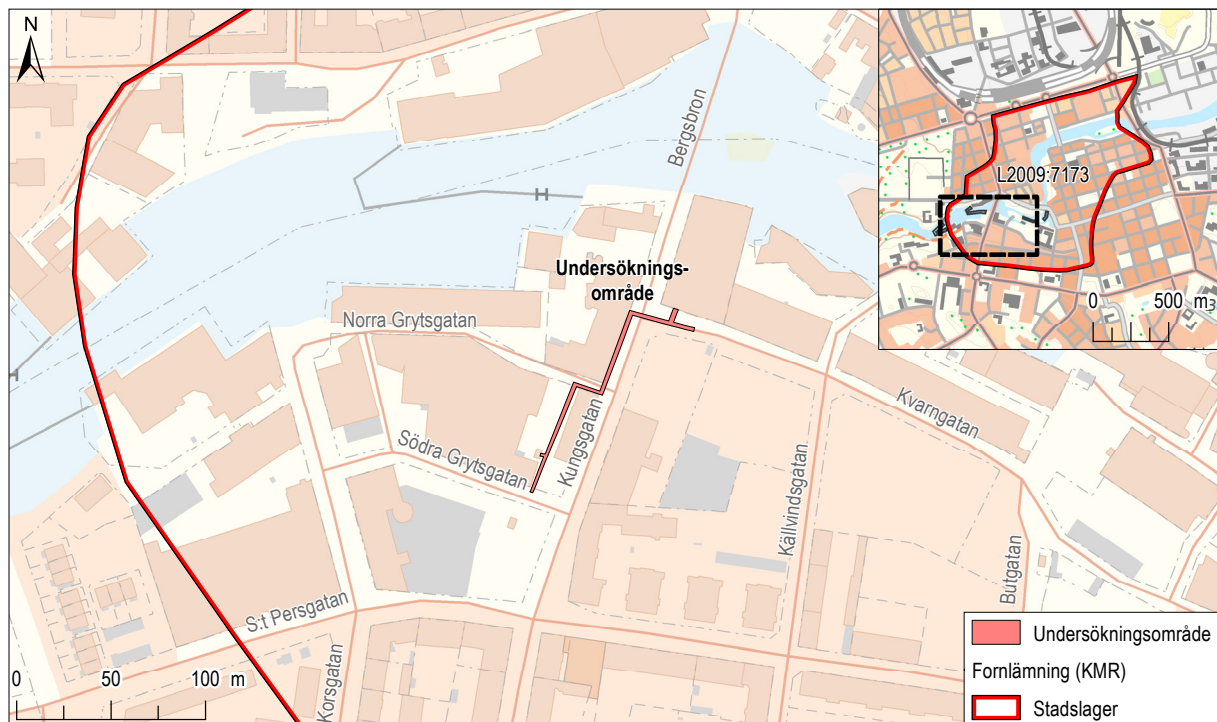 N
Bergsbron
L2009:7173
0 500 m
3
Undersöknings-
område
Norra Grytsgatan
Kungsgatan
Södra Grytsgatan
Kvarngatan
Källvindsgatan
Butgatan
S:t Persgatan
Korsgatan
0 50 100 m
Undersökningsområde
Fornlämning (KMR)
Stadslager